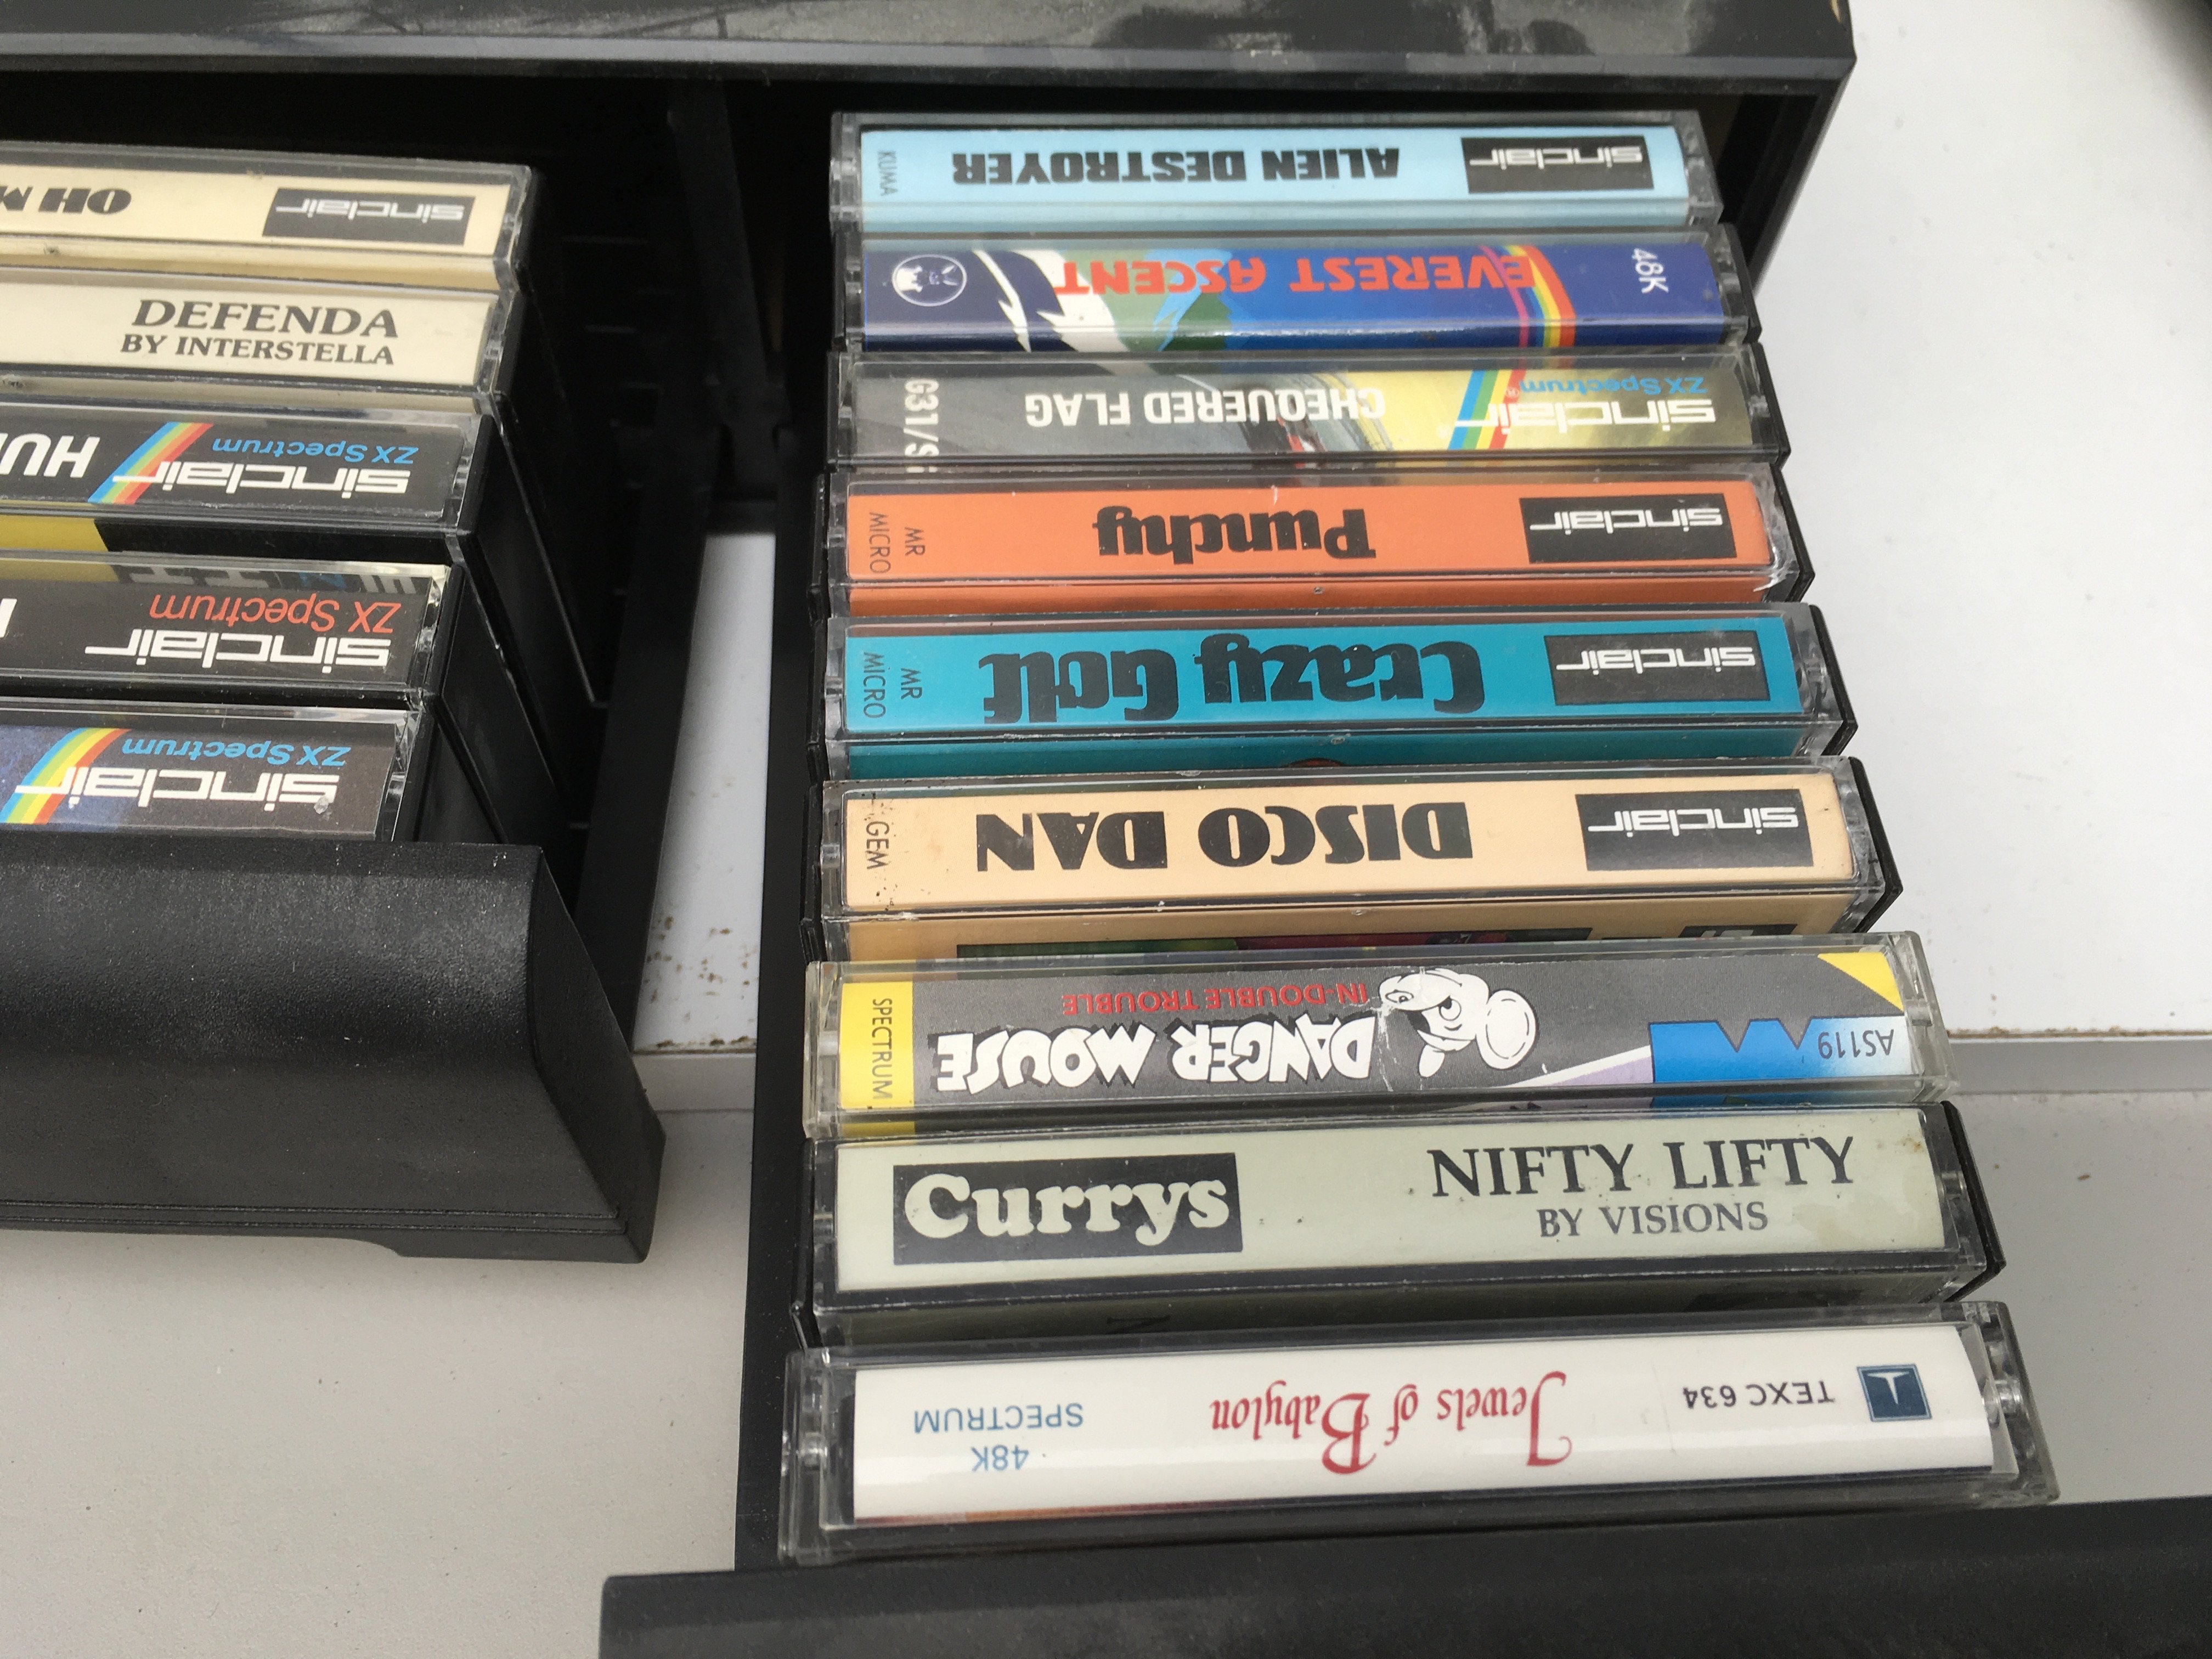 sinclair
OH
DEFENDA
BY INTERSTELLA
sinclair
ZX Spectrum
sinclair
ZX Spectrum
sinclair
ZX Spectrum
sinclair ALIEN DESTROYER KUMA
48K EVEREST ASCENT
sinclair
ZX Spectrum
CHEQUERED FLAG
sinclair Punchy MR
MICRO
sinclair Crazy Golf MR
MICRO
sinclair DISCO DAN GEM
AS119
DANGER MOUSE
IN DOUBLE TROUBLE
SPECTRUM
Currys NIFTY LIFTY
BY VISIONS
T TEXC 634 Jewels of Babylon 48K
SPECTRUM